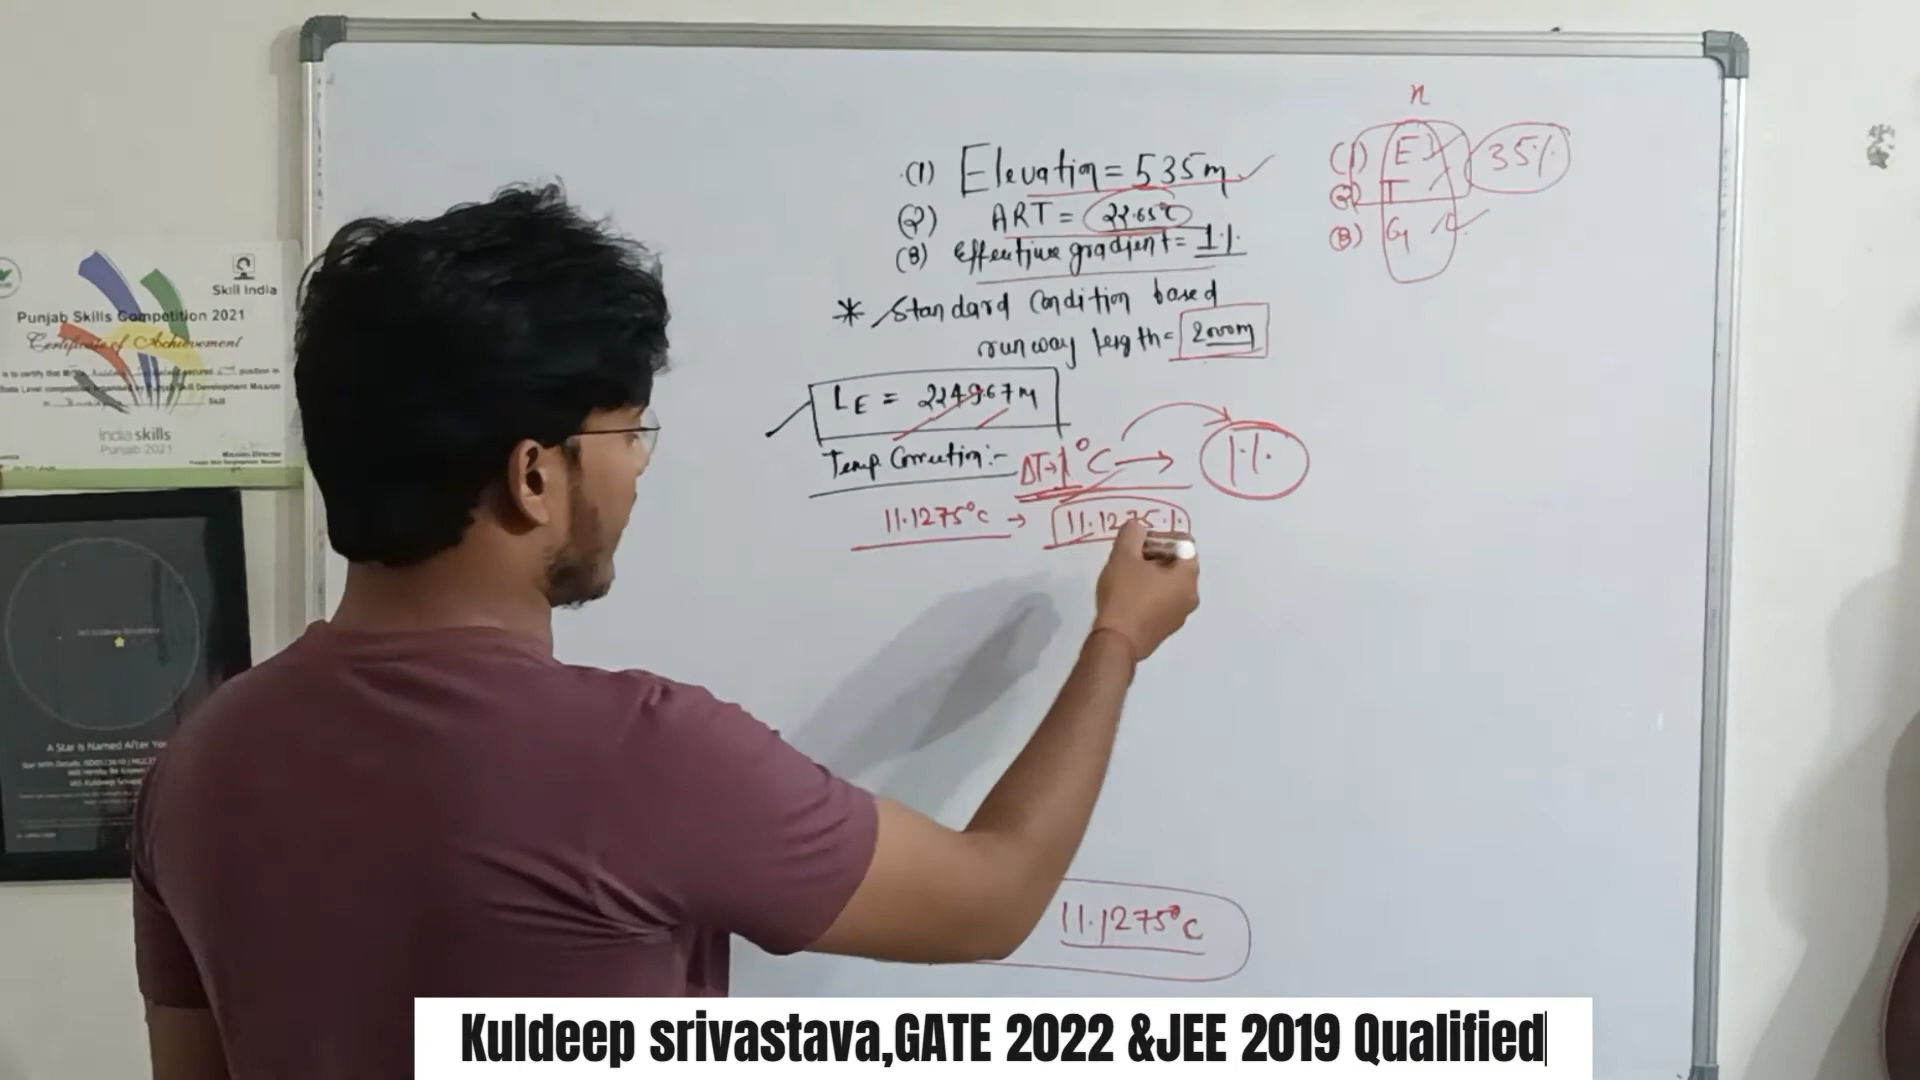 n
(1) Elevation = 535m
(1) E
35%
(2) ART = 22.65°C
(2) T
(3) Effective gradient = 1%
(3) G
* Standard condition based
runway length = 2000m
LE = 2249.67m
Temp. Correction :- ΔT → 1°C → 1%
11.1275°C → 11.1275%
11.1275°C
Skill India
Punjab Skills Competition 2021
Certificate of Achievement
India skills
Punjab 2021
A Star Is Named After You
Kuldeep srivastava,GATE 2022 &JEE 2019 Qualified